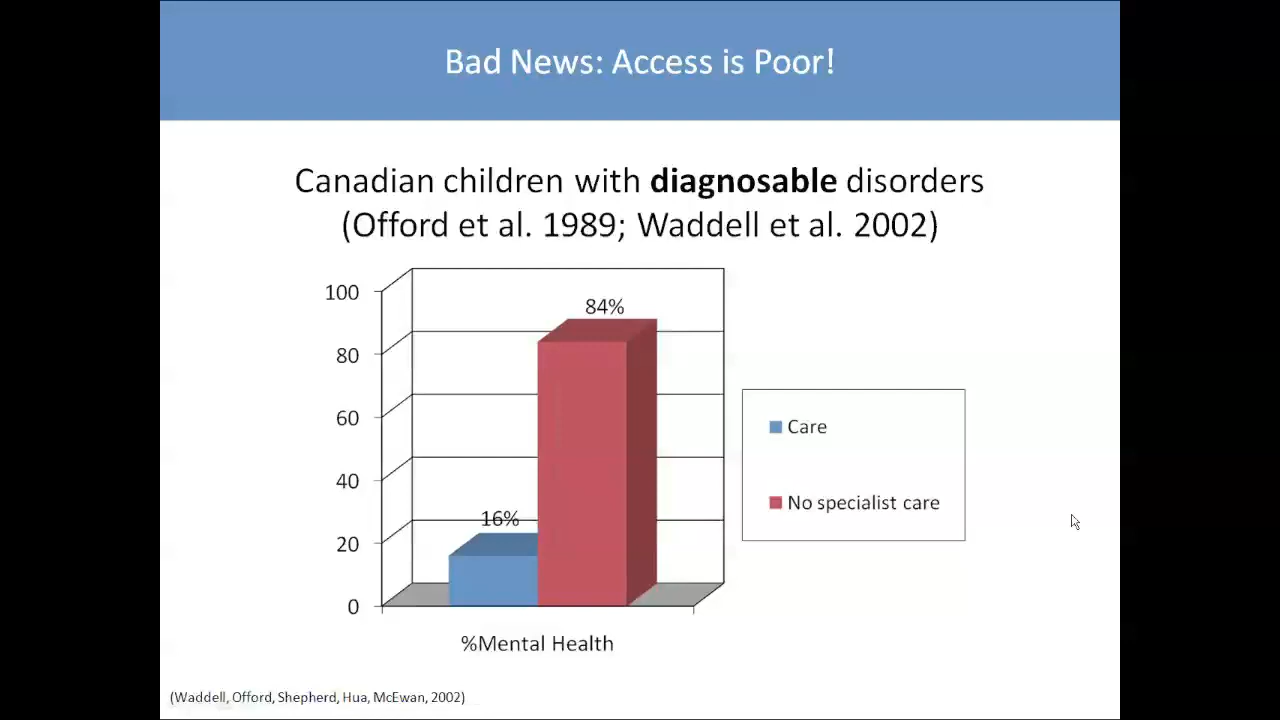 Bad News: Access is Poor!
Canadian children with diagnosable disorders
(Offord et al. 1989; Waddell et al. 2002)
100
80
60
40
20
0
16%
84%
%Mental Health
Care
No specialist care
(Waddell, Offord, Shepherd, Hua, McEwan, 2002)